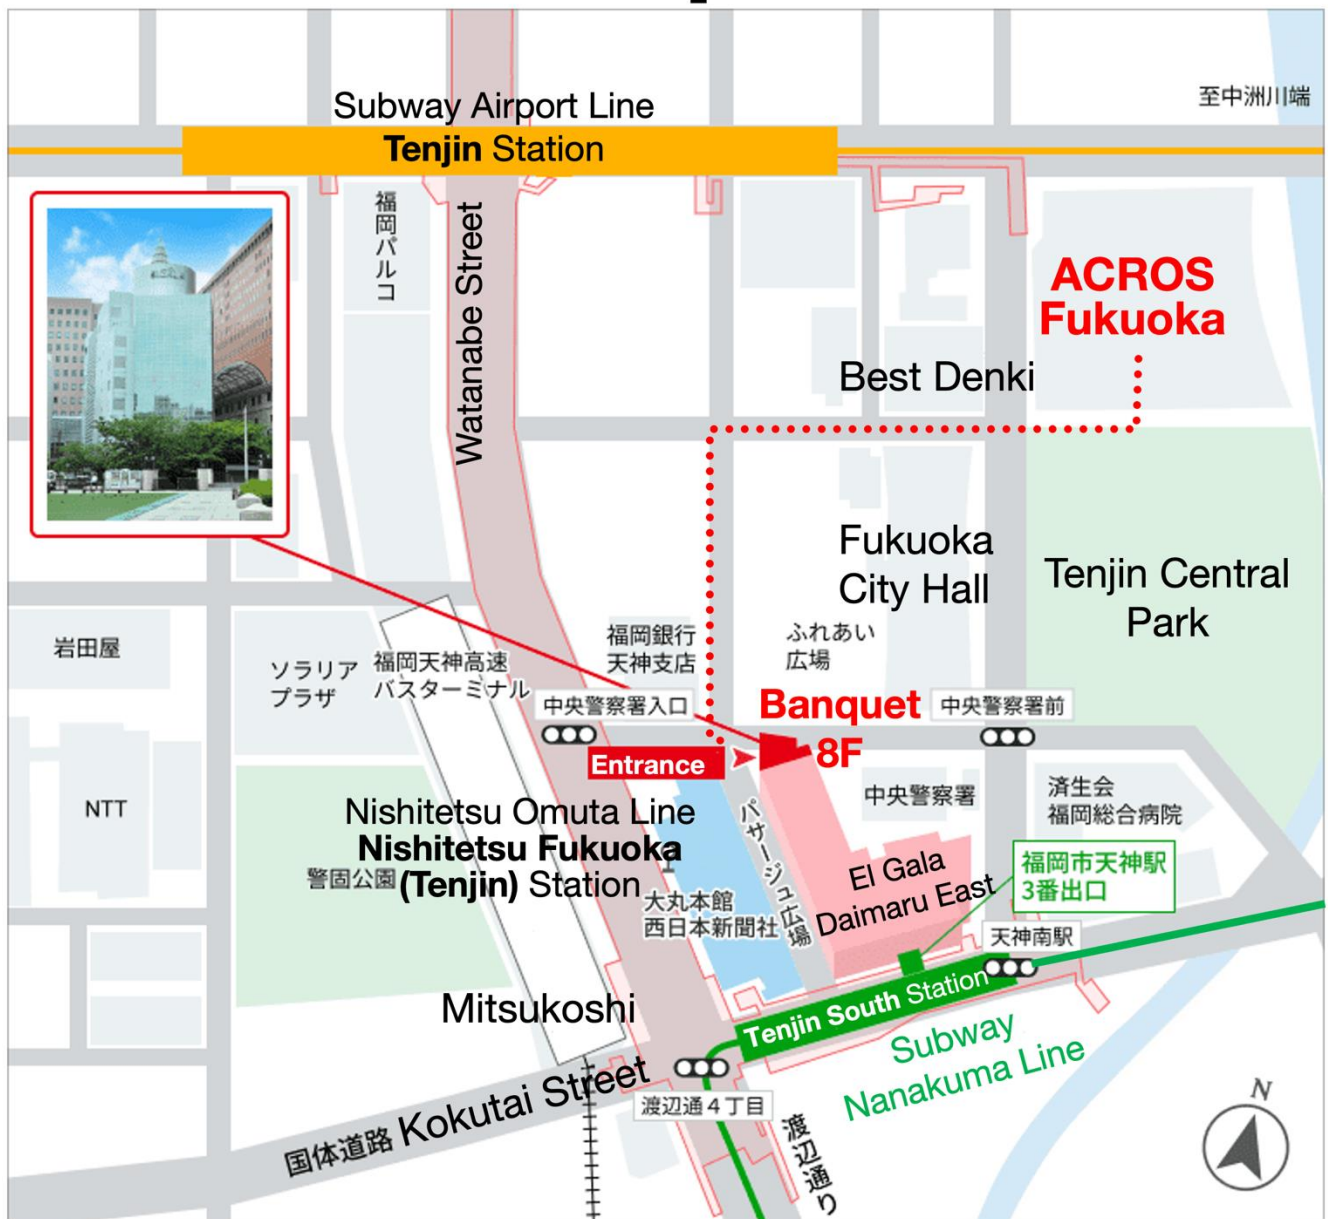 Subway Airport Line
Tenjin Station
至中洲川端
福岡パルコ
Watanabe Street
ACROS
Fukuoka
Best Denki
Fukuoka
City Hall
Tenjin Central
Park
岩田屋
ソラリア
プラザ
福岡天神高速
バスターミナル
福岡銀行
天神支店
ふれあい
広場
中央警察署入口
Banquet
8F
中央警察署前
Entrance
NTT
Nishitetsu Omuta Line
Nishitetsu Fukuoka
(Tenjin) Station
警固公園
大丸本館
西日本新聞社
パサージュ広場
中央警察署
済生会
福岡総合病院
El Gala
Daimaru East
福岡市天神駅
3番出口
天神南駅
Mitsukoshi
Tenjin South Station
Subway
Nanakuma Line
国体道路 Kokutai Street
渡辺通4丁目
渡辺通り
N